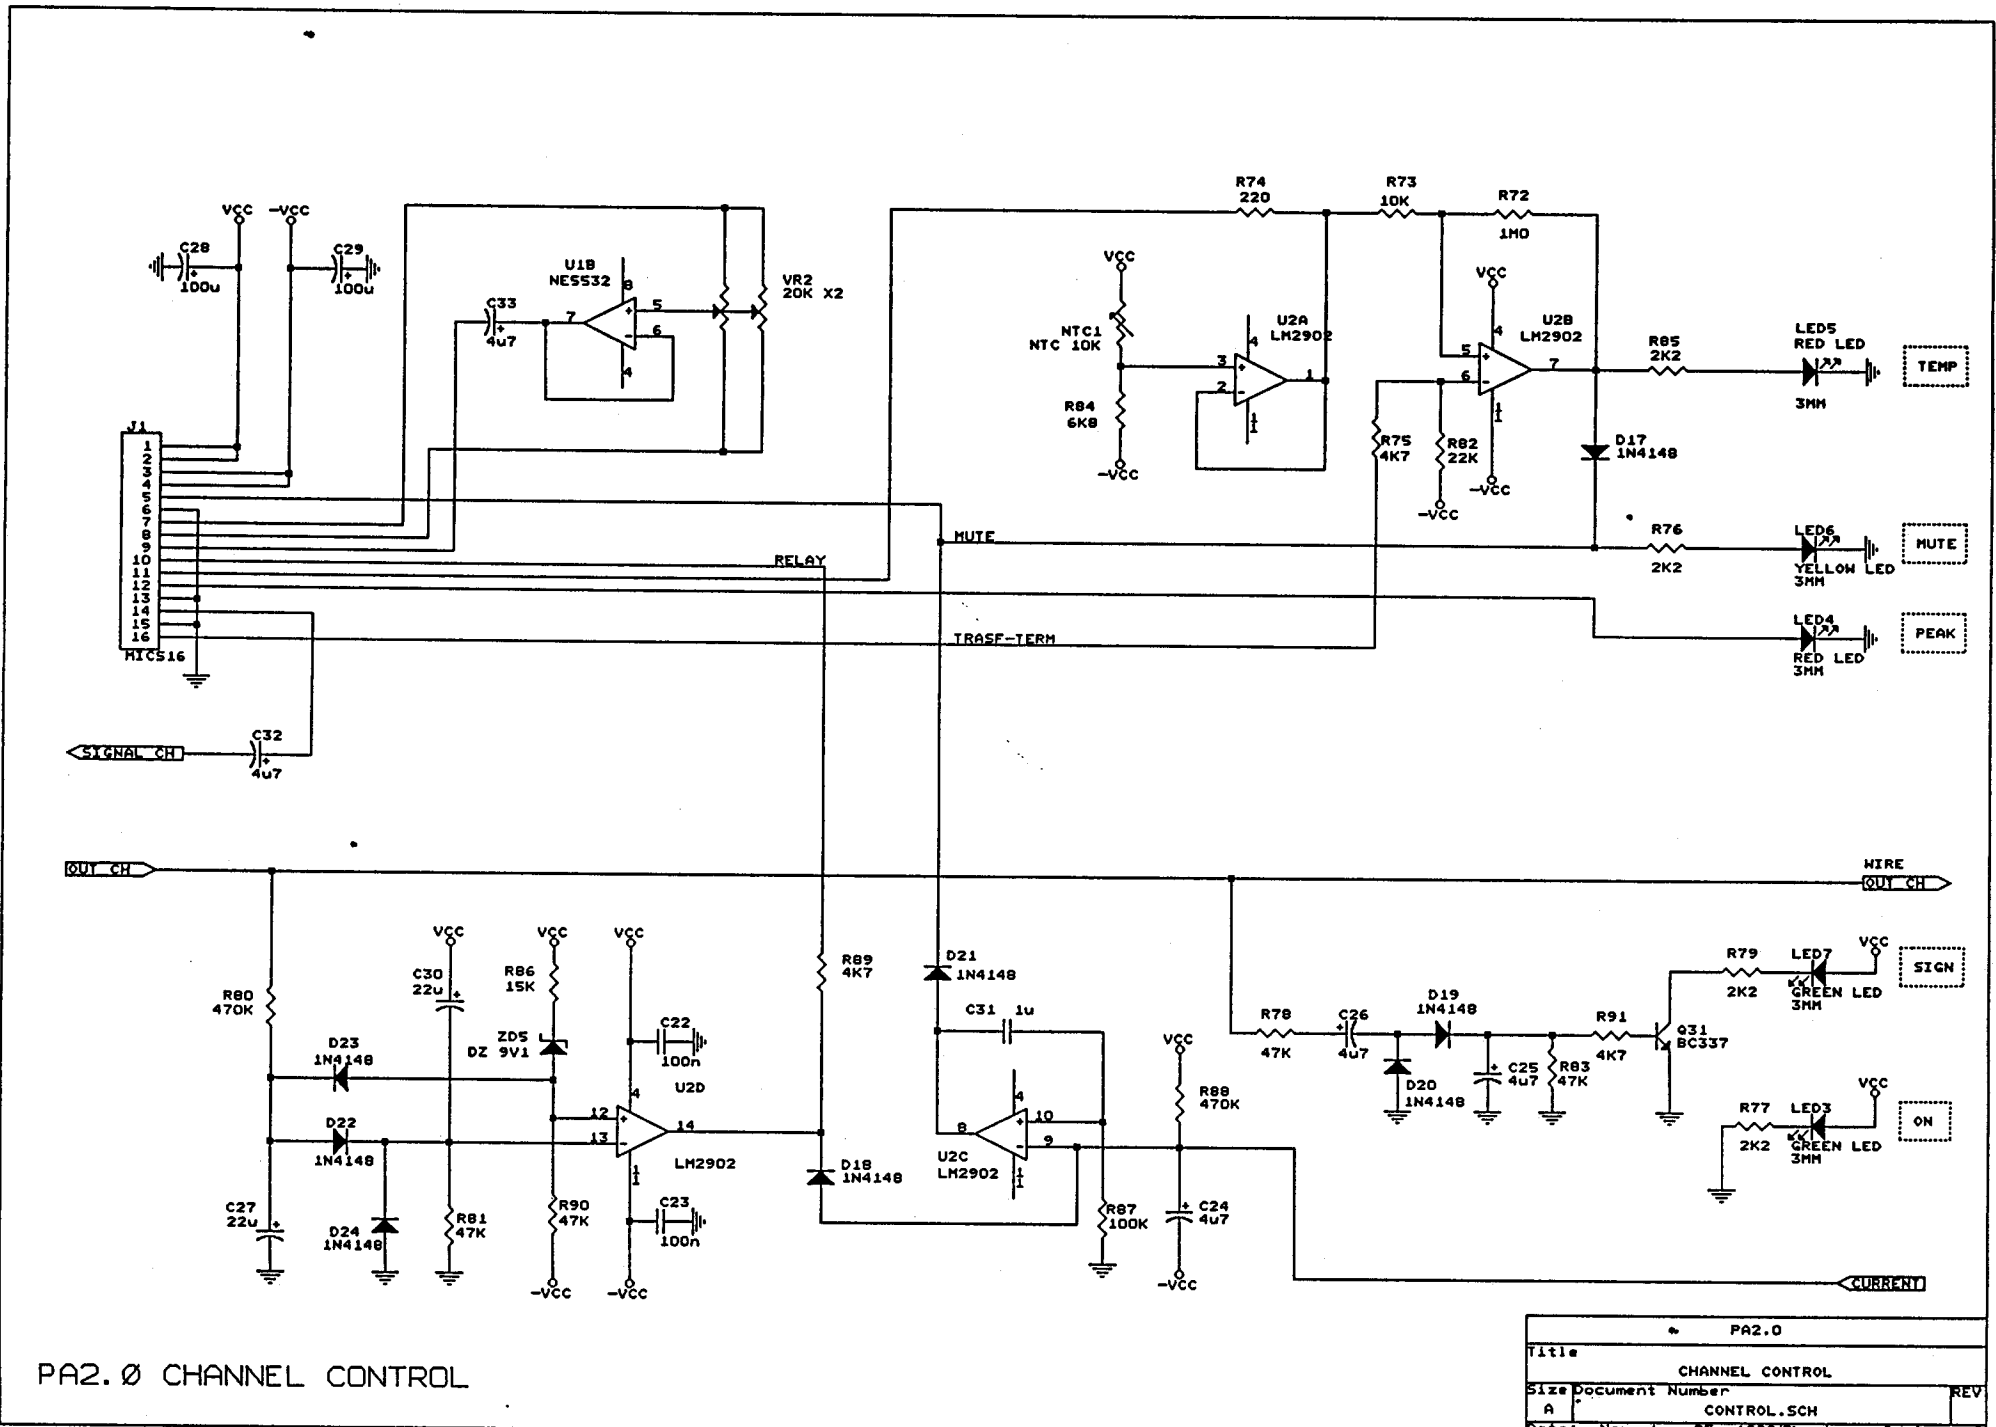 R74
220
R73
10K
R72
1M0
VCC
-VCC
C28
100u
C29
100u
U1B
NE5532
8
5
6
7
4
C33
4u7
VR2
20K X2
VCC
NTC1
NTC 10K
R84
6K8
-VCC
U2A
LM2902
4
3
2
1
11
VCC
U2B
LM2902
4
5
6
7
11
-VCC
R75
4K7
R82
22K
-VCC
R85
2K2
LED5
RED LED
3MM
TEMP
D17
1N4148
R76
2K2
LED6
YELLOW LED
3MM
MUTE
LED4
RED LED
3MM
PEAK
J1
1
2
3
4
5
6
7
8
9
10
11
12
13
14
15
16
MICS16
MUTE
RELAY
TRASF-TERM
SIGNAL CH
C32
4u7
OUT CH
WIRE
OUT CH
R80
470K
VCC
C30
22u
VCC
R86
15K
ZD5
DZ 9V1
VCC
C22
100n
U2D
4
12
13
14
11
LM2902
D23
1N4148
D22
1N4148
C27
22u
D24
1N4148
R81
47K
R90
47K
-VCC
C23
100n
-VCC
R89
4K7
D18
1N4148
D21
1N4148
C31
1u
4
10
9
8
11
U2C
LM2902
R87
100K
VCC
R88
470K
C24
4u7
-VCC
CURRENT
R78
47K
C26
4u7
D19
1N4148
D20
1N4148
C25
4u7
R83
47K
R91
4K7
Q31
BC337
R79
2K2
LED7
GREEN LED
3MM
VCC
SIGN
R77
2K2
LED3
GREEN LED
3MM
VCC
ON
PA2.0 CHANNEL CONTROL
PA2.0
Title
CHANNEL CONTROL
Size
Document Number
REV
A
CONTROL.SCH